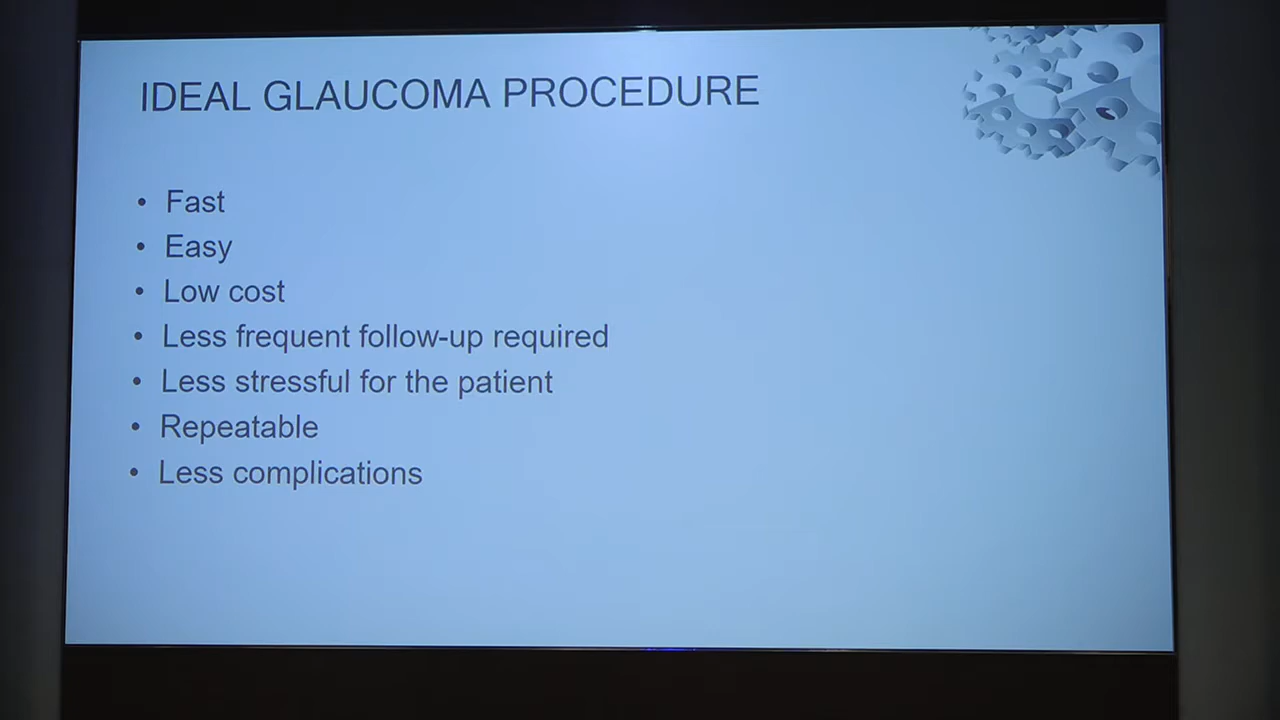 IDEAL GLAUCOMA PROCEDURE
• Fast
• Easy
• Low cost
• Less frequent follow-up required
• Less stressful for the patient
• Repeatable
• Less complications